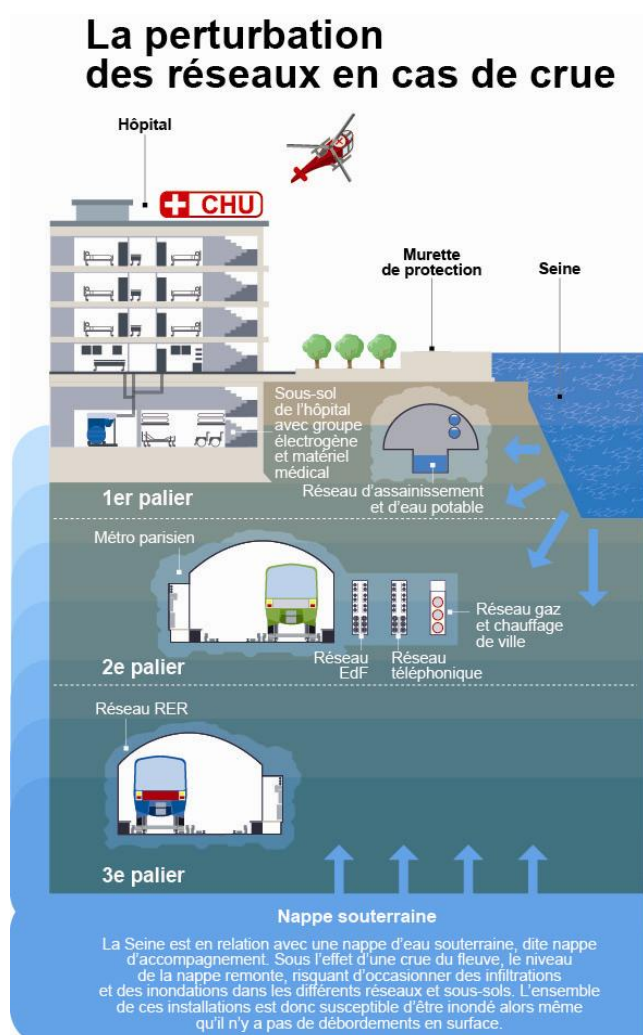 La perturbation
des réseaux en cas de crue
Hôpital
CHU
Murette
de protection
Seine
Sous-sol
de l'hôpital
avec groupe
électrogène
et matériel
médical
Réseau d'assainissement
et d'eau potable
1er palier
Métro parisien
Réseau gaz
et chauffage
de ville
Réseau
EdF
Réseau
téléphonique
2e palier
Réseau RER
3e palier
Nappe souterraine
La Seine est en relation avec une nappe d'eau souterraine, dite nappe
d'accompagnement. Sous l'effet d'une crue du fleuve, le niveau
de la nappe remonte, risquant d'occasionner des infiltrations
et des inondations dans les différents réseaux et sous-sols. L'ensemble
de ces installations est donc susceptible d'être inondé alors même
qu'il n'y a pas de débordements en surface.